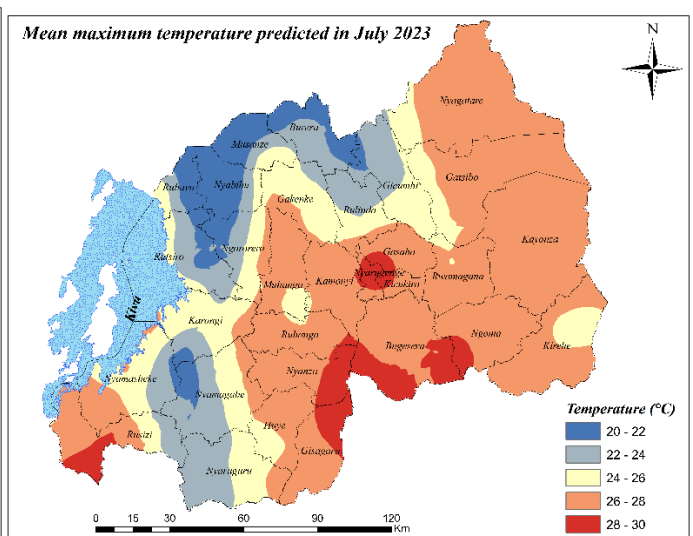 Mean maximum temperature predicted in July 2023
N
Nyagatare
Burera
Musanze
Gatsibo
Rubavu
Nyabihu
Gicumbi
Gakenke
Rulindo
Kayonza
Rutsiro
Ngororero
Gasabo
Nyarugenge
Muhanga
Kamonyi
Kicukiro
Rwamagana
Kivu
Karongi
Ruhango
Bugesera
Ngoma
Kirehe
Nyamasheke
Nyanza
Nyamagabe
Rusizi
Huye
Gisagara
Nyaruguru
Temperature (°C)
20 - 22
22 - 24
24 - 26
26 - 28
28 - 30
0 15 30 60 90 120
Km